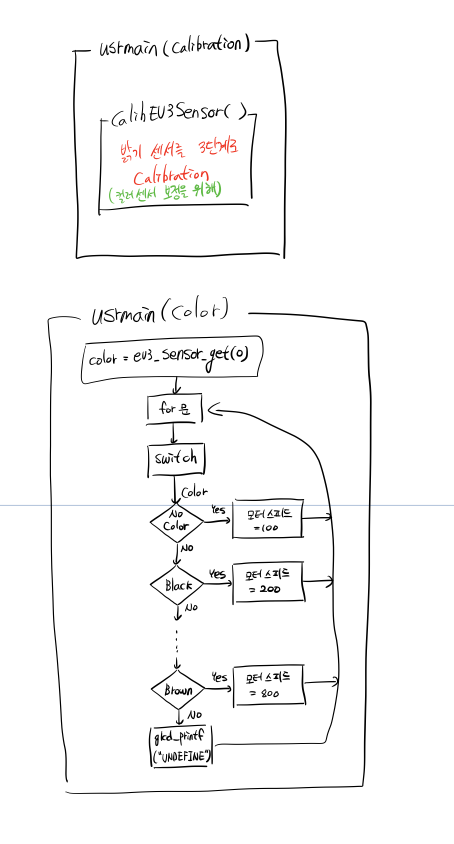 usrmain(Calibration)
CalibEV3Sensor( )
밝기 센서를 3단계로
Calibration
(컬러센서 보정을 위해)
usrmain(Color)
color = ev3_sensor_get(0)
for문
switch
Color
No
Color
Yes
모터스피드
=100
No
Black
Yes
모터스피드
= 200
No
Brown
Yes
모터스피드
= 800
No
glcd_printf
("UNDEFINE")